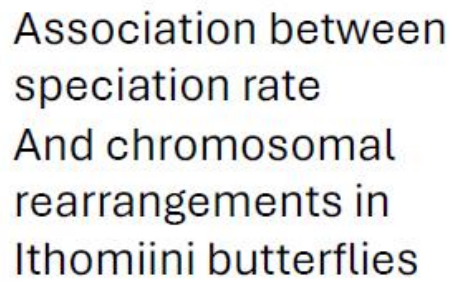 Association between
speciation rate
And chromosomal
rearrangements in
Ithomiini butterflies